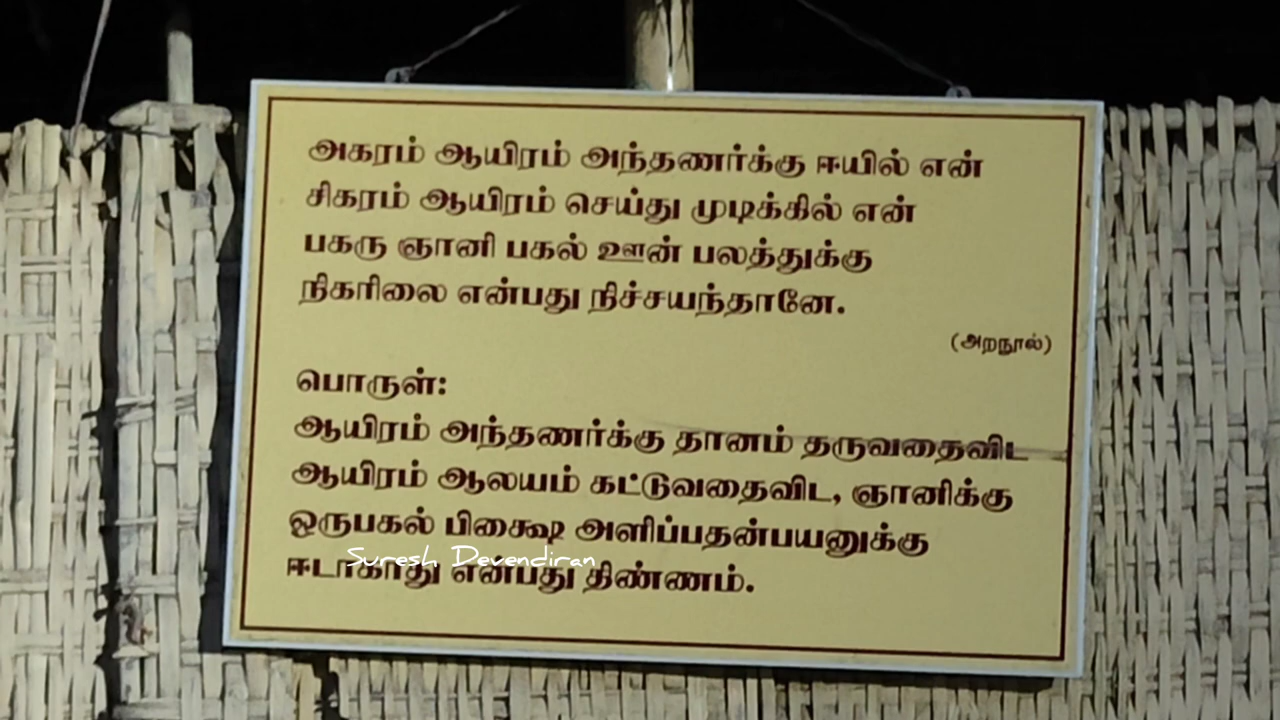 அகரம் ஆயிரம் அந்தணர்க்கு ஈயில் என்
சிகரம் ஆயிரம் செய்து முடிக்கில் என்
பகரு ஞானி பகல் ஊன் பலத்துக்கு
நிகரிலை என்பது நிச்சயந்தானே.
(அறநூல்)
பொருள்:
ஆயிரம் அந்தணர்க்கு தானம் தருவதைவிட
ஆயிரம் ஆலயம் கட்டுவதைவிட, ஞானிக்கு
ஒருபகல் பிக்ஷை அளிப்பதன்பயனுக்கு
ஈடாகாது என்பது திண்ணம்.
Suresh Devendiran